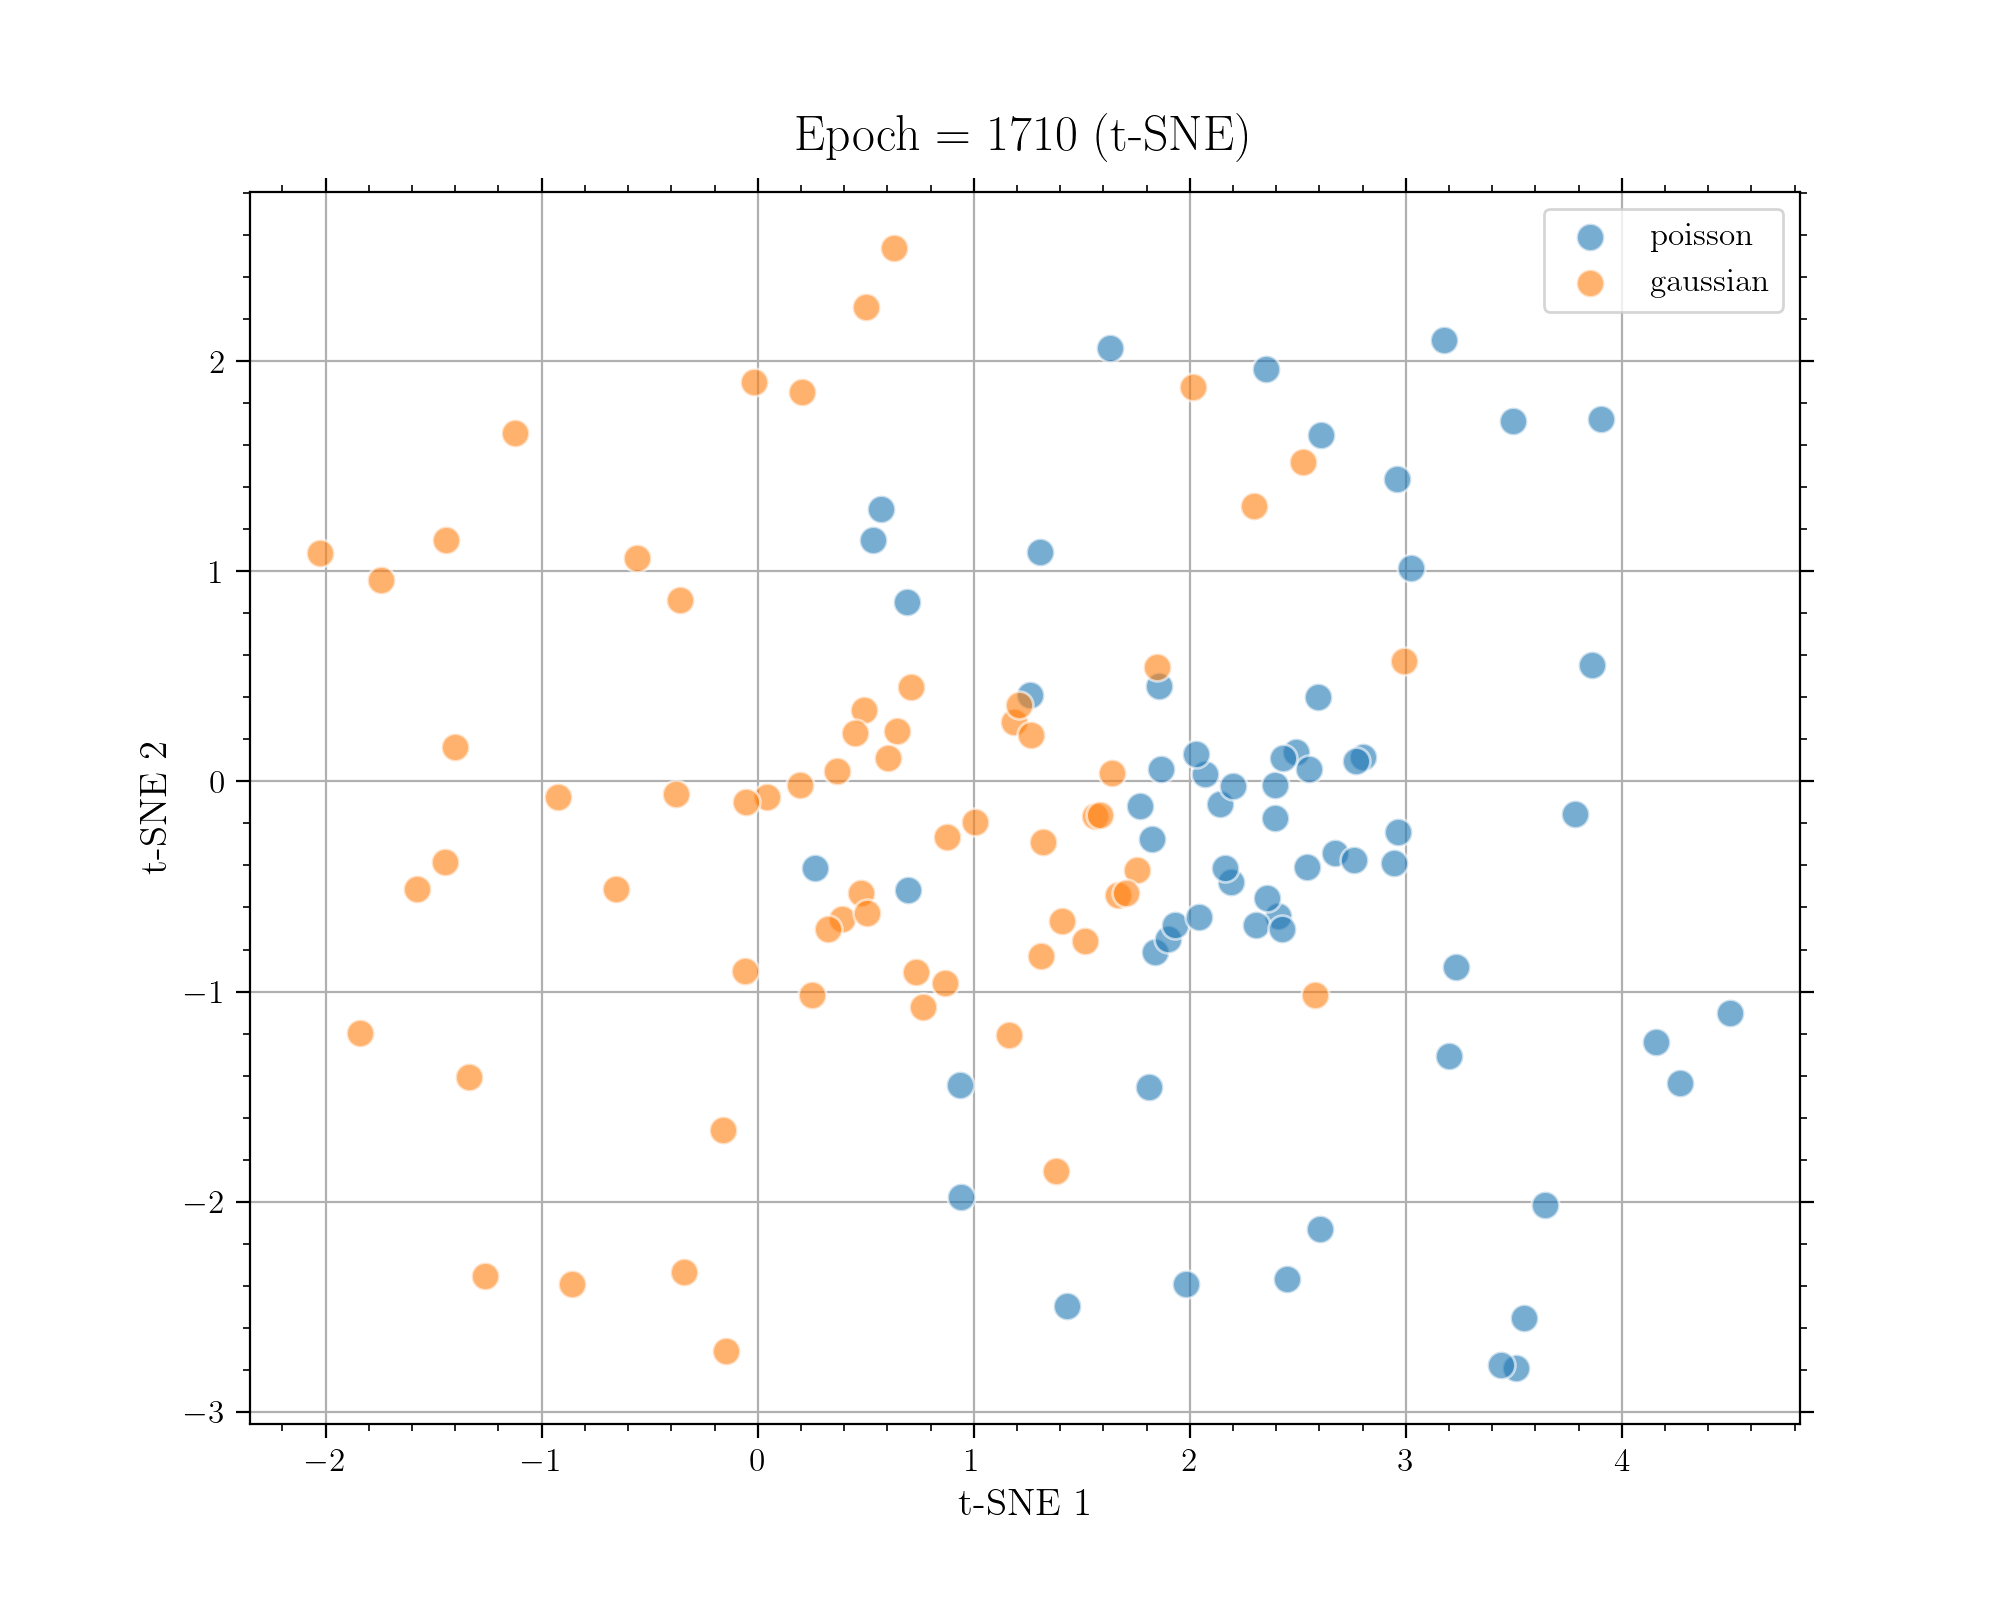 Epoch = 1710 (t-SNE)
poisson
gaussian
2
1
0
−1
−2
−3
t-SNE 2
−2
−1
0
1
2
3
4
t-SNE 1